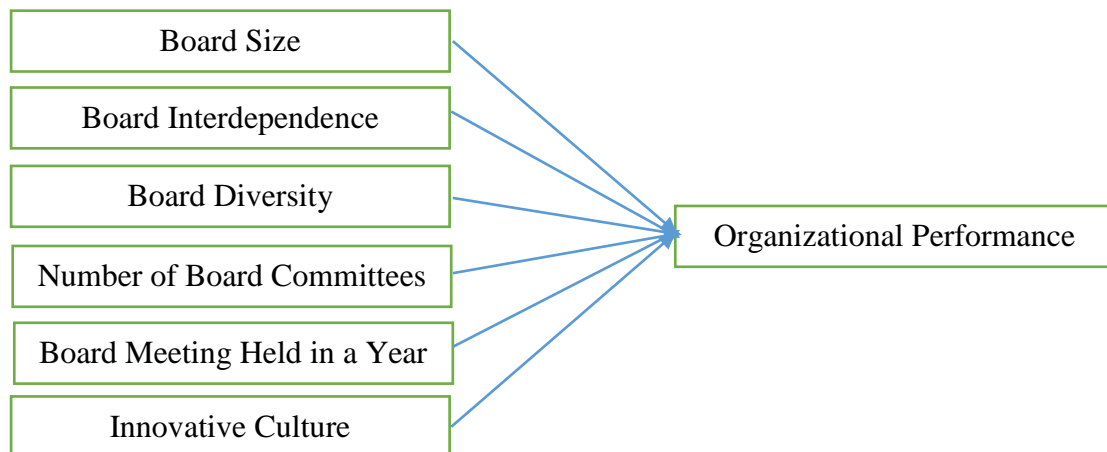 Board Size
Board Interdependence
Board Diversity
Number of Board Committees
Board Meeting Held in a Year
Innovative Culture
Organizational Performance